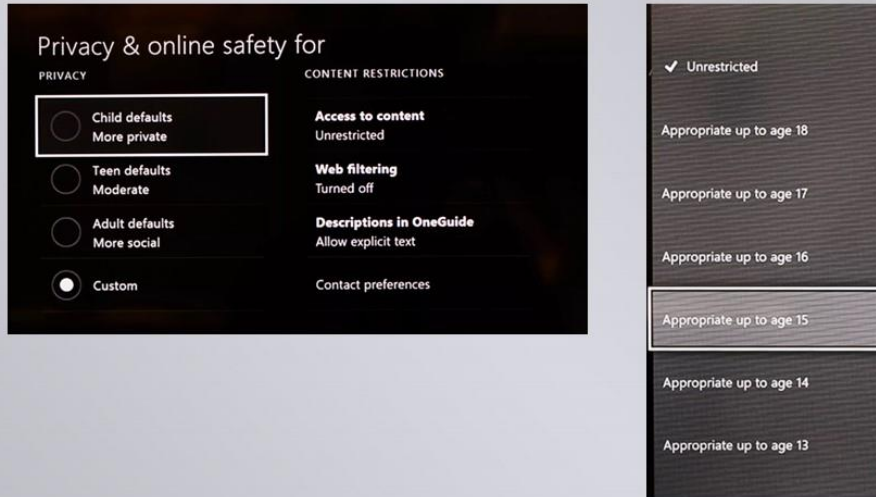 Privacy & online safety for
PRIVACY
Child defaults
More private
Teen defaults
Moderate
Adult defaults
More social
Custom
CONTENT RESTRICTIONS
Access to content
Unrestricted
Web filtering
Turned off
Descriptions in OneGuide
Allow explicit text
Contact preferences
✔ Unrestricted
Appropriate up to age 18
Appropriate up to age 17
Appropriate up to age 16
Appropriate up to age 15
Appropriate up to age 14
Appropriate up to age 13